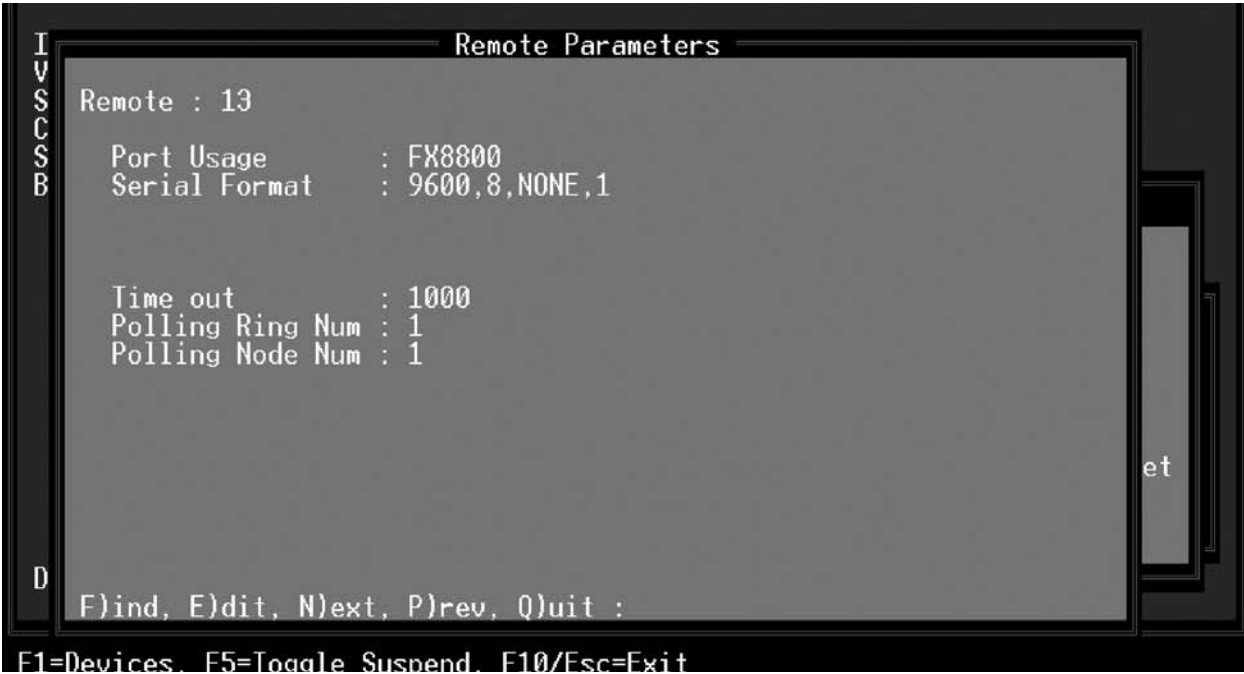 Remote Parameters
I
V
S
C
S
B
Remote : 13
Port Usage : FX8800
Serial Format : 9600,8,NONE,1
Time out : 1000
Polling Ring Num : 1
Polling Node Num : 1
et
D
F)ind, E)dit, N)ext, P)rev, Q)uit :
F1=Devices, F5=Toggle Suspend, F10/Esc=Exit